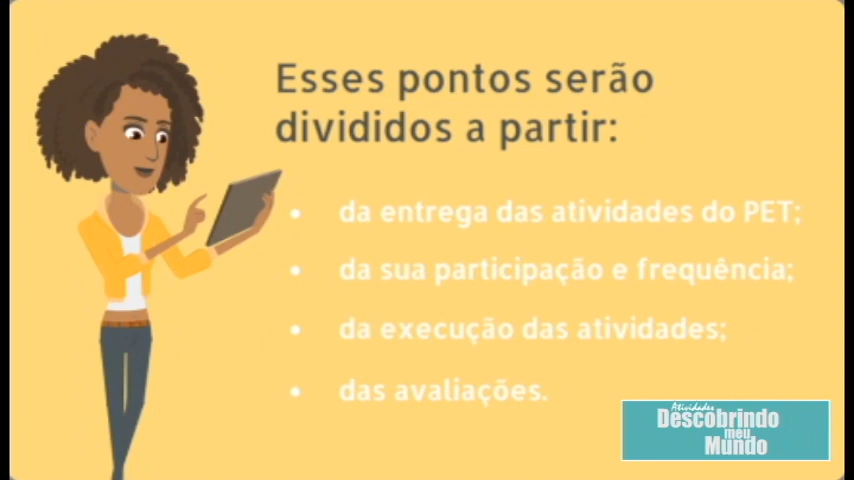 Esses pontos serão
divididos a partir:
• da entrega das atividades do PET;
• da sua participação e frequência;
• da execução das atividades;
• das avaliações.
Atividades
Descobrindo
meu
Mundo